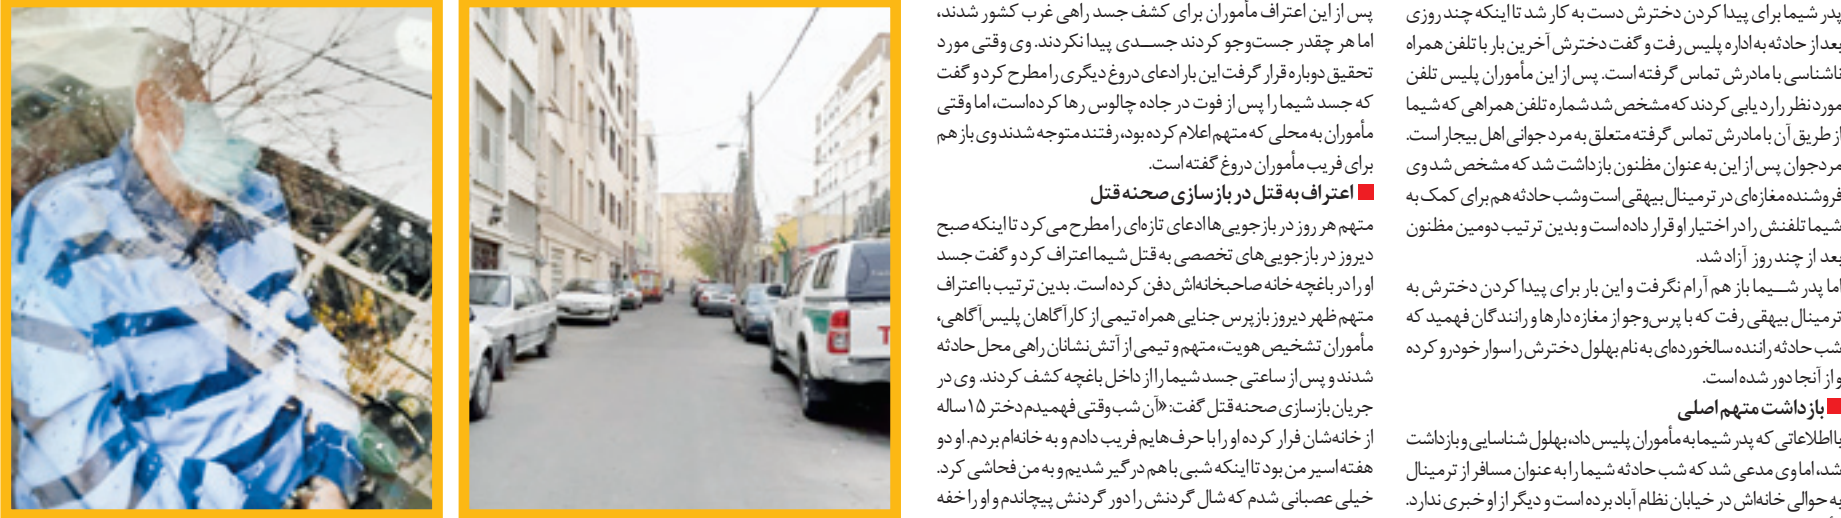 پدر شیما برای پیدا کردن دخترش دست به کار شد تا اینکه چند روزی
بعد از حادثه به اداره پلیس رفت و گفت دخترش آخرین بار با تلفن همراه
ناشناسی با مادرش تماس گرفته است. پس از این مأموران پلیس تلفن
مورد نظر را ردیابی کردند که مشخص شد شماره تلفن همراهی که شیما
از طریق آن با مادرش تماس گرفته متعلق به مرد جوانی اهل بیجار است.
مرد جوان پس از این به عنوان مظنون بازداشت شد که مشخص شد وی
فروشنده مغازه‌ای در ترمینال بیهقی است و شب حادثه هم برای کمک به
شیما تلفنش را در اختیار او قرار داده است و بدین ترتیب دومین مظنون
بعد از چند روز آزاد شد.
اما پدر شیما باز هم آرام نگرفت و این بار برای پیدا کردن دخترش به
ترمینال بیهقی رفت که با پرس‌وجو از مغازه دارها و رانندگان فهمید که
شب حادثه راننده سالخورده‌ای به نام بهلول دخترش را سوار خودرو کرده
و از آنجا دور شده است.
بازداشت متهم اصلی
با اطلاعاتی که پدر شیما به مأموران پلیس داد، بهلول شناسایی و بازداشت
شد، اما وی مدعی شد که شب حادثه شیما را به عنوان مسافر از ترمینال
به حوالی خانه‌اش در خیابان نظام آباد برده است و دیگر از او خبری ندارد.
پس از این اعتراف مأموران برای کشف جسد راهی غرب کشور شدند،
اما هر چقدر جست‌وجو کردند جسدی پیدا نکردند. وی وقتی مورد
تحقیق دوباره قرار گرفت این بار ادعای دروغ دیگری را مطرح کرد و گفت
که جسد شیما را پس از فوت در جاده چالوس رها کرده‌است، اما وقتی
مأموران به محلی که متهم اعلام کرده بود، رفتند متوجه شدند وی باز هم
برای فریب مأموران دروغ گفته است.
اعتراف به قتل در بازسازی صحنه قتل
متهم هر روز در بازجویی‌ها ادعای تازه‌ای را مطرح می کرد تا اینکه صبح
دیروز در بازجویی‌های تخصصی به قتل شیما اعتراف کرد و گفت جسد
او را در باغچه خانه صاحبخانه‌اش دفن کرده است. بدین ترتیب با اعتراف
متهم ظهر دیروز بازپرس جنایی همراه تیمی از کارآگاهان پلیس آگاهی،
مأموران تشخیص هویت، متهم و تیمی از آتش‌نشانان راهی محل حادثه
شدند و پس از ساعتی جسد شیما را از داخل باغچه کشف کردند. وی در
جریان بازسازی صحنه قتل گفت: «آن شب وقتی فهمیدم دختر ۱۵ ساله
از خانه‌شان فرار کرده او را با حرف‌هایم فریب دادم و به خانه‌ام بردم. او دو
هفته اسیر من بود تا اینکه شبی با هم درگیر شدیم و به من فحاشی کرد.
خیلی عصبانی شدم که شال گردنش را دور گردنش پیچاندم و او را خفه